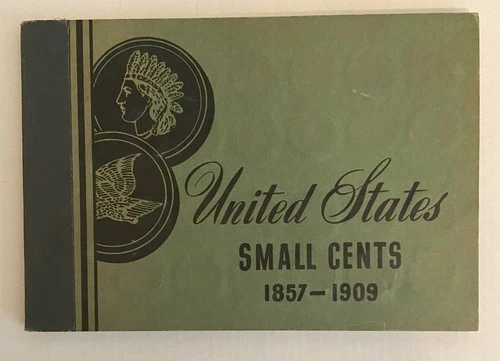 United States
SMALL CENTS
1857-1909